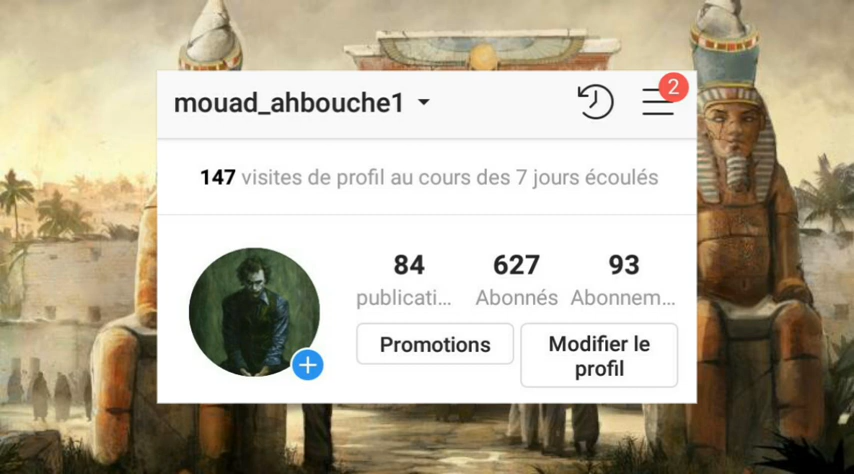 mouad_ahbouche1
2
147 visites de profil au cours des 7 jours écoulés
84 627 93
publicati... Abonnés Abonnem...
Promotions
Modifier le
profil